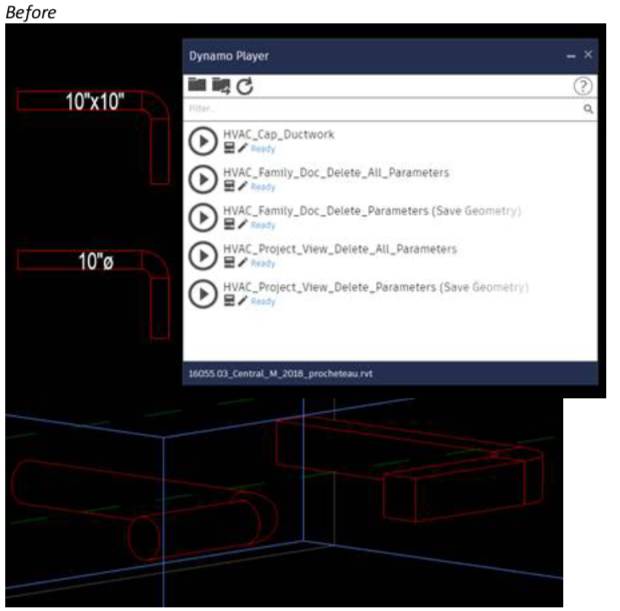 Before
Dynamo Player
Filter...
HVAC_Cap_Ductwork
Ready
HVAC_Family_Doc_Delete_All_Parameters
Ready
HVAC_Family_Doc_Delete_Parameters (Save Geometry)
Ready
HVAC_Project_View_Delete_All_Parameters
Ready
HVAC_Project_View_Delete_Parameters (Save Geometry)
Ready
16055.03_Central_M_2018_procheteau.rvt
10"x10"
10"ø